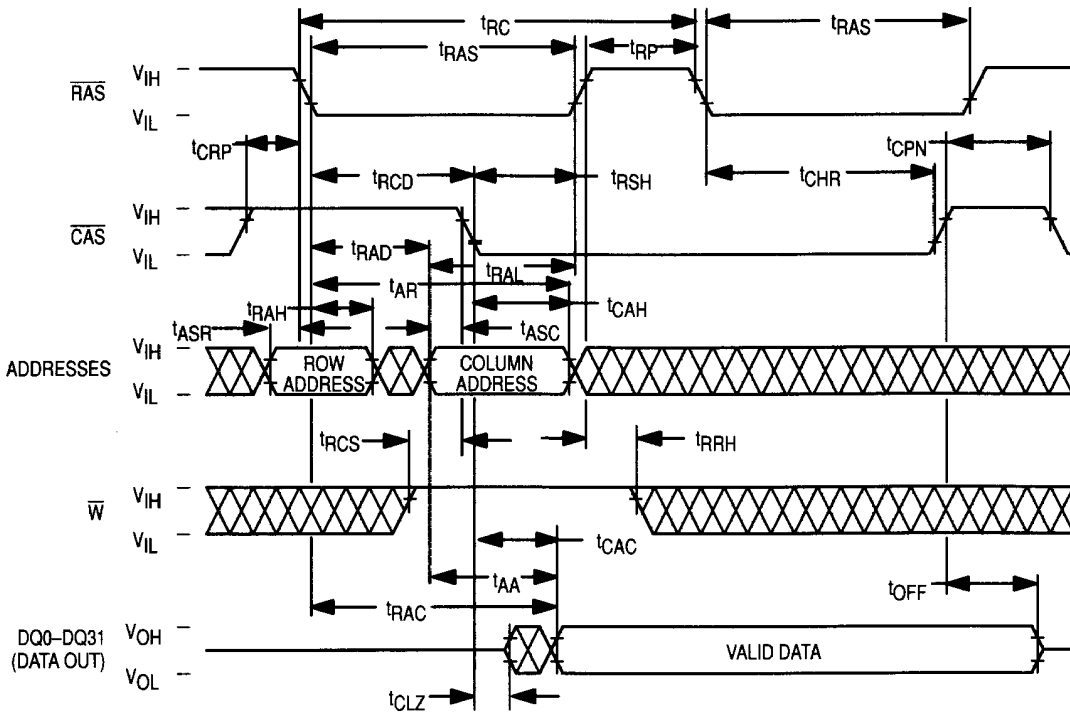 tRC
tRAS
tRP
tRAS
RAS
VIH
VIL
tCRP
tRCD
tRSH
tCHR
tCPN
CAS
VIH
VIL
tRAD
tRAL
tAR
tRAH
tCAH
tASR
tASC
ADDRESSES
VIH
VIL
ROW
ADDRESS
COLUMN
ADDRESS
tRCS
tRRH
W
VIH
VIL
tCAC
tAA
tOFF
tRAC
DQ0–DQ31
(DATA OUT)
VOH
VOL
VALID DATA
tCLZ